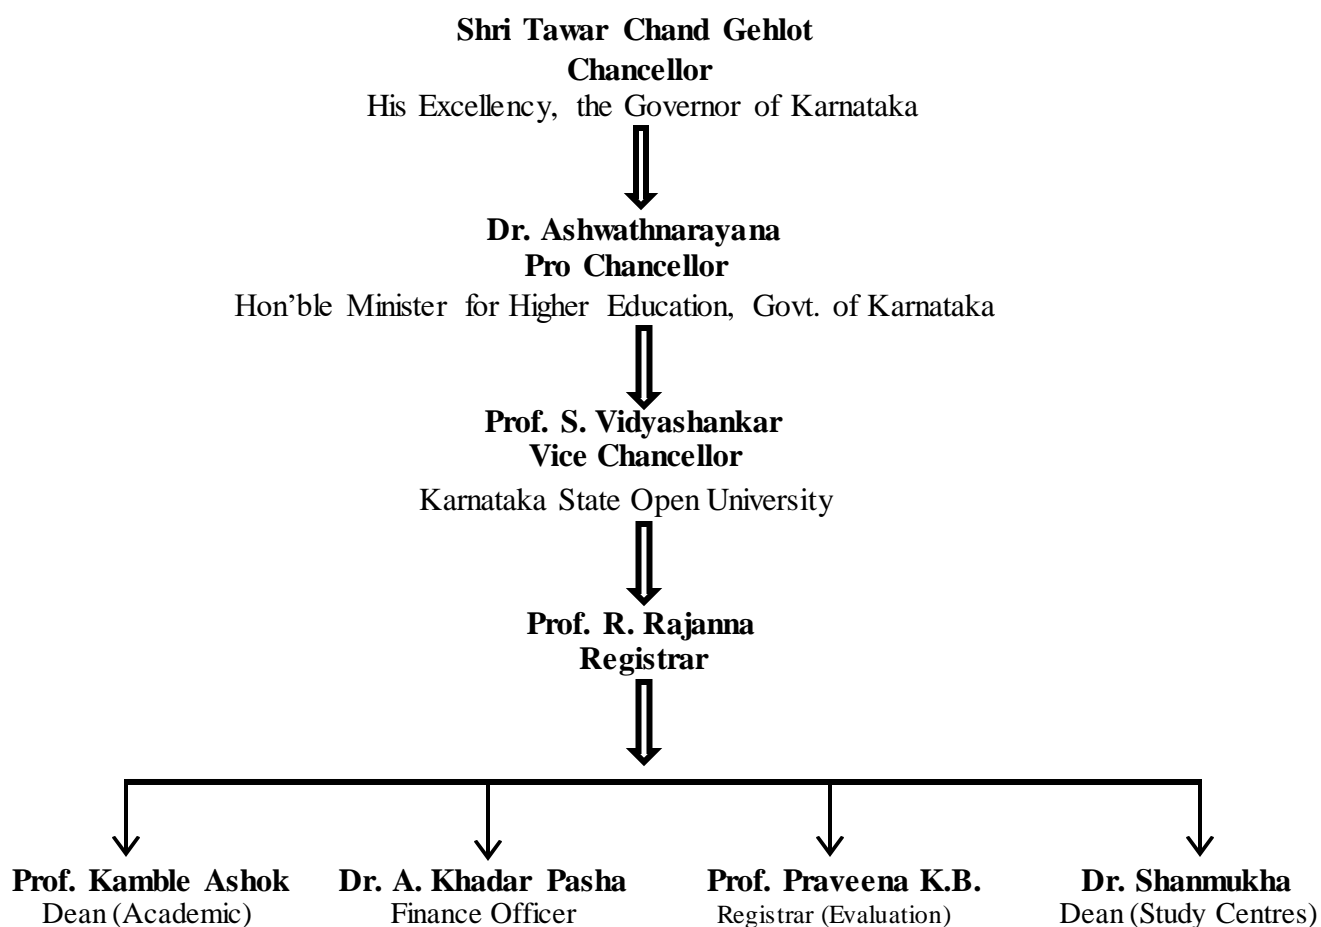 Shri Tawar Chand Gehlot
Chancellor
His Excellency, the Governor of Karnataka
Dr. Ashwathnarayana
Pro Chancellor
Hon’ble Minister for Higher Education, Govt. of Karnataka
Prof. S. Vidyashankar
Vice Chancellor
Karnataka State Open University
Prof. R. Rajanna
Registrar
Prof. Kamble Ashok
Dean (Academic)
Dr. A. Khadar Pasha
Finance Officer
Prof. Praveena K.B.
Registrar (Evaluation)
Dr. Shanmukha
Dean (Study Centres)